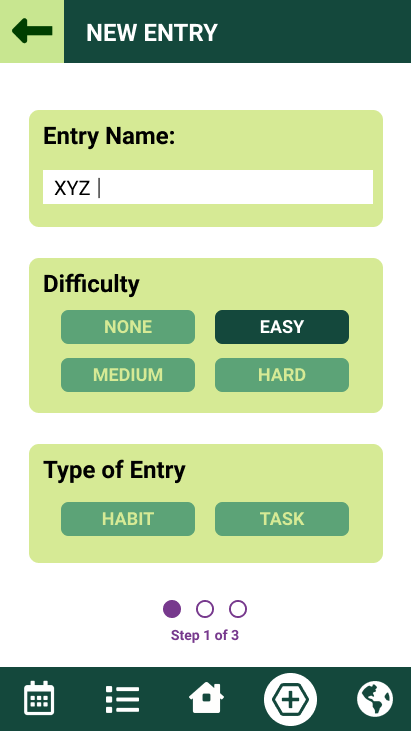 NEW ENTRY
Entry Name:
XYZ
Difficulty
NONE EASY
MEDIUM HARD
Type of Entry
HABIT TASK
Step 1 of 3